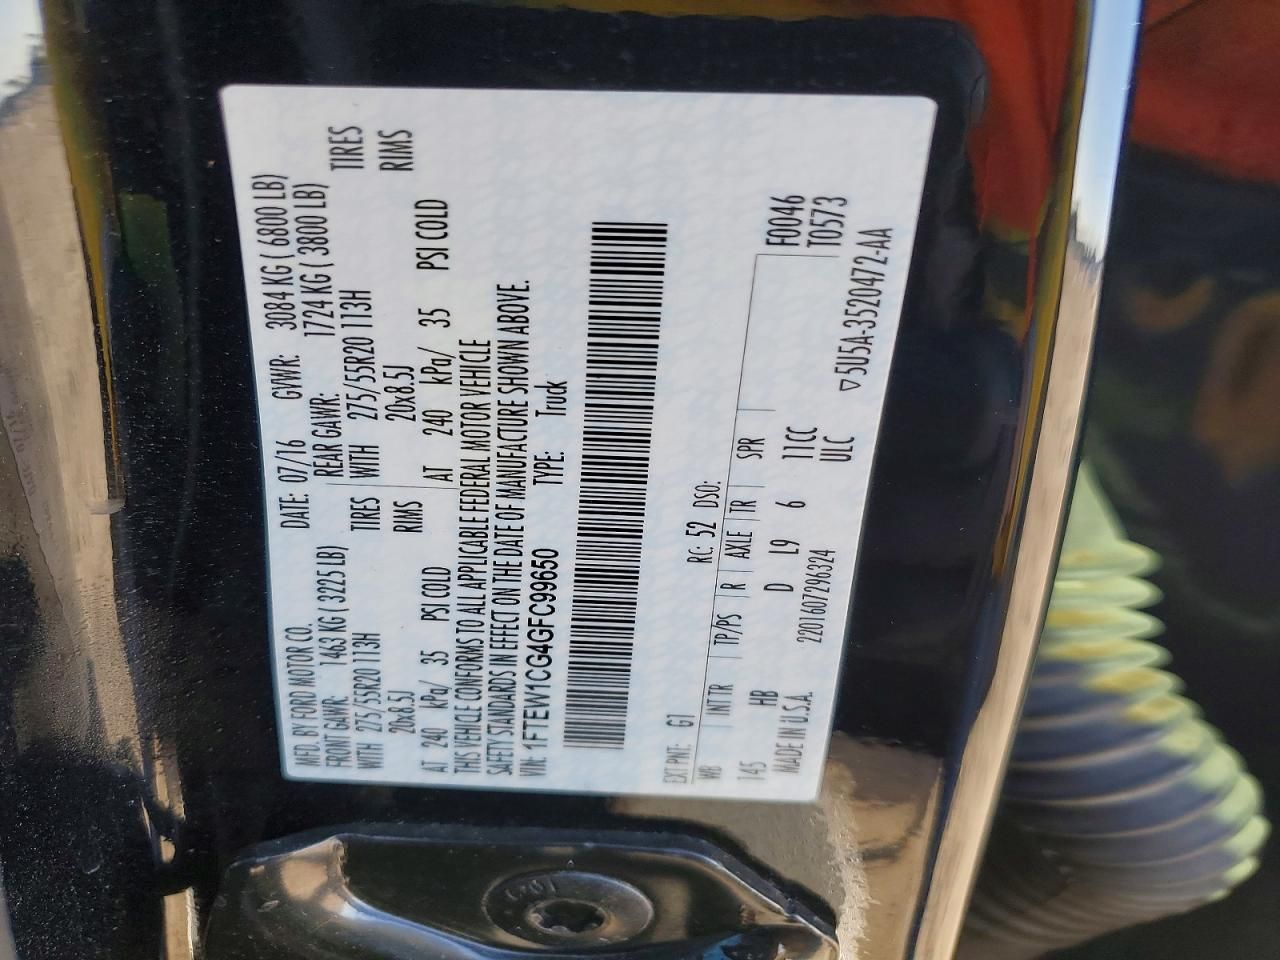 MFD. BY FORD MOTOR CO. DATE: 07/16 GVWR: 3084 KG ( 6800 LB)
FRONT GAWR: 1463 KG ( 3225 LB) REAR GAWR: 1724 KG ( 3800 LB)
WITH 275/55R20 113H TIRES WITH 275/55R20 113H TIRES
20x8.5J RIMS 20x8.5J RIMS
AT 240 kPa/ 35 PSI COLD AT 240 kPa/ 35 PSI COLD
THIS VEHICLE CONFORMS TO ALL APPLICABLE FEDERAL MOTOR VEHICLE
SAFETY STANDARDS IN EFFECT ON THE DATE OF MANUFACTURE SHOWN ABOVE.
VIN: 1FTEW1CG4GFC99650 TYPE: Truck
EXT PNT: G1 RC: 52 DSO:
WB INT TR TP/PS R AXLE TR SPR F0046
145 HB D L9 6 11CC T0573
MADE IN U.S.A. 2201607296324 ULC
▽5U5A-3520472-AA